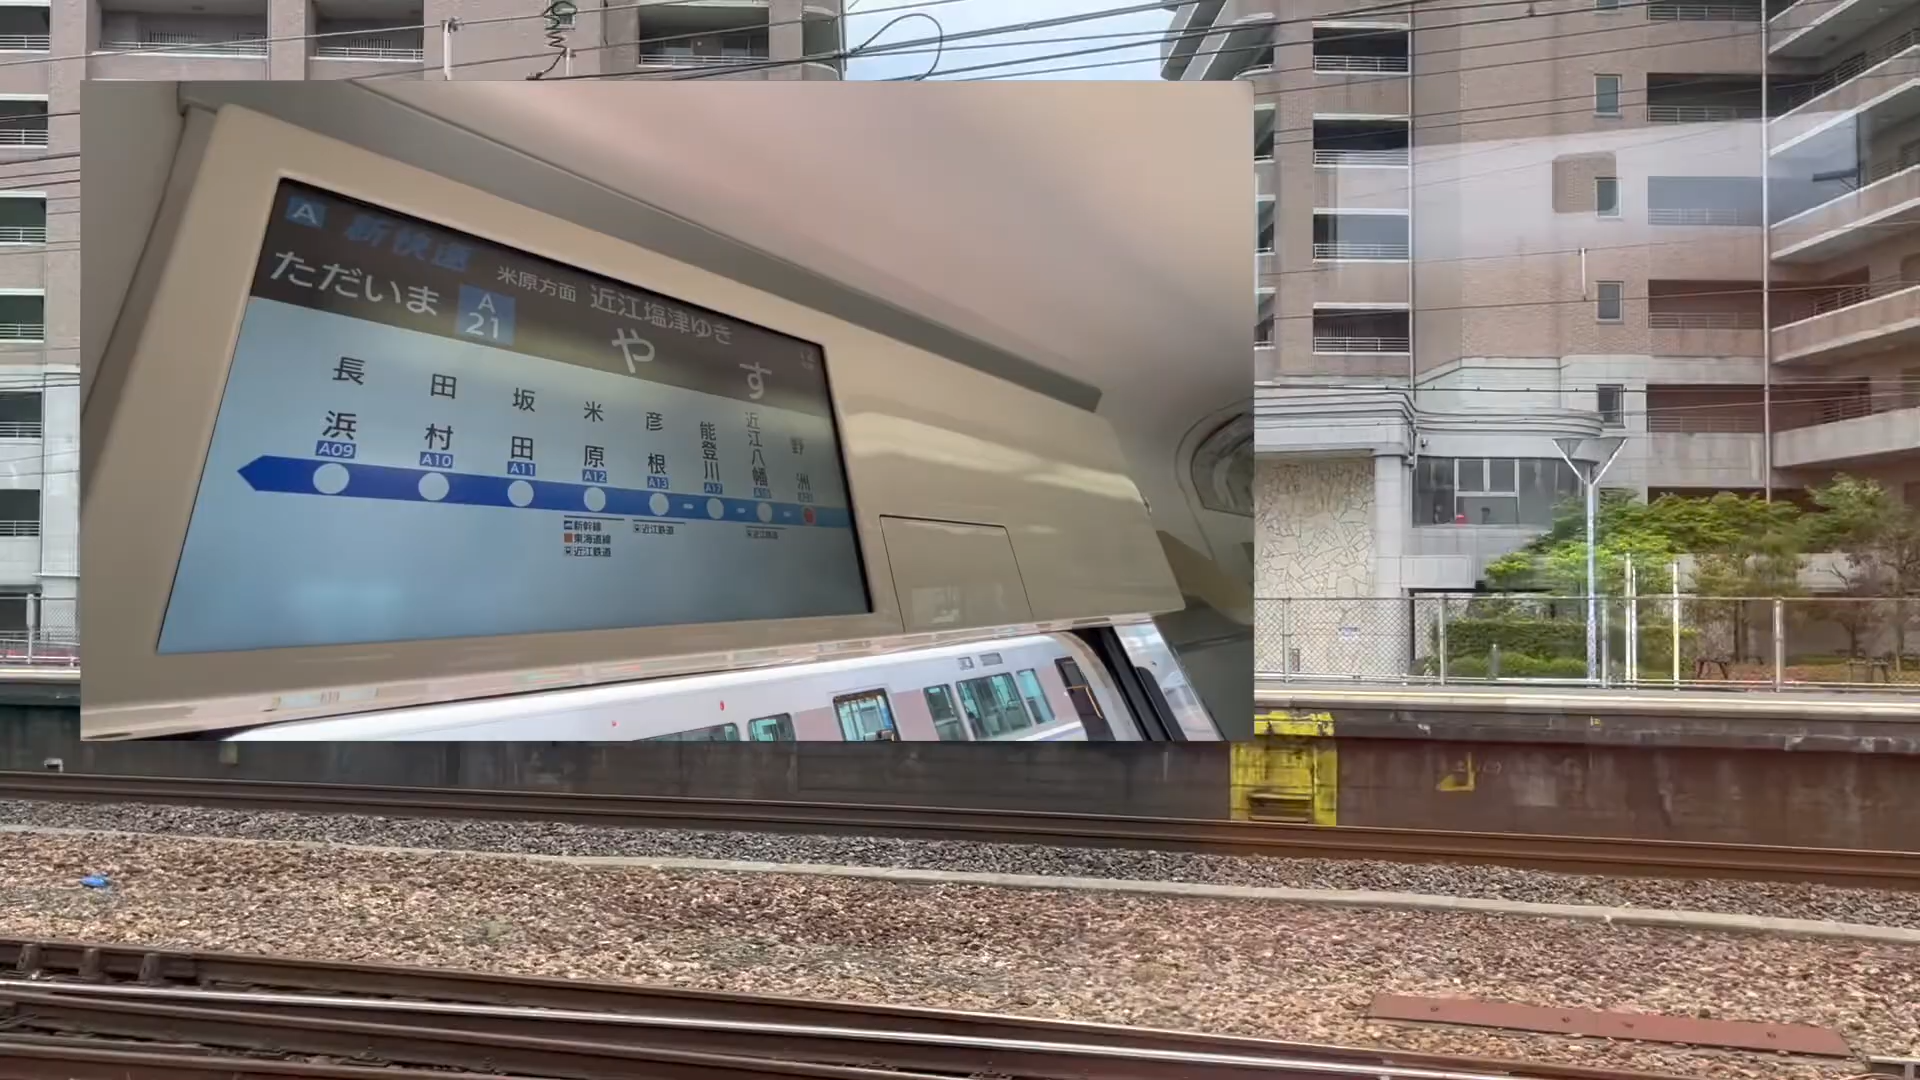 A 新快速 米原方面 近江塩津ゆき
ただいま A 21 やす
長浜 田村 坂田 米原 彦根 能登川 近江八幡 野洲
A09 A10 A11 A12 A13 A17
新幹線
東海道線
近江鉄道
近江鉄道
近江鉄道